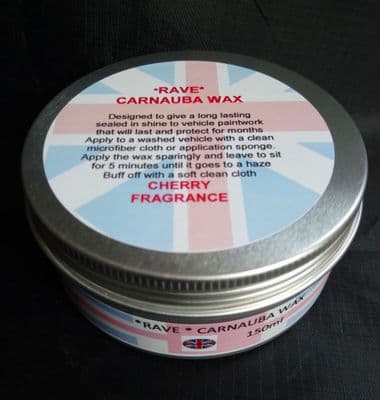 *RAVE*
CARNAUBA WAX
Designed to give a long lasting
sealed in shine to vehicle paintwork
that will last and protect for months
Apply to a washed vehicle with a clean
microfiber cloth or application sponge.
Apply the wax sparingly and leave to sit
for 5 minutes until it goes to a haze
Buff off with a soft clean cloth
CHERRY
FRAGRANCE
*RAVE * CARNAUBA WAX
150ml